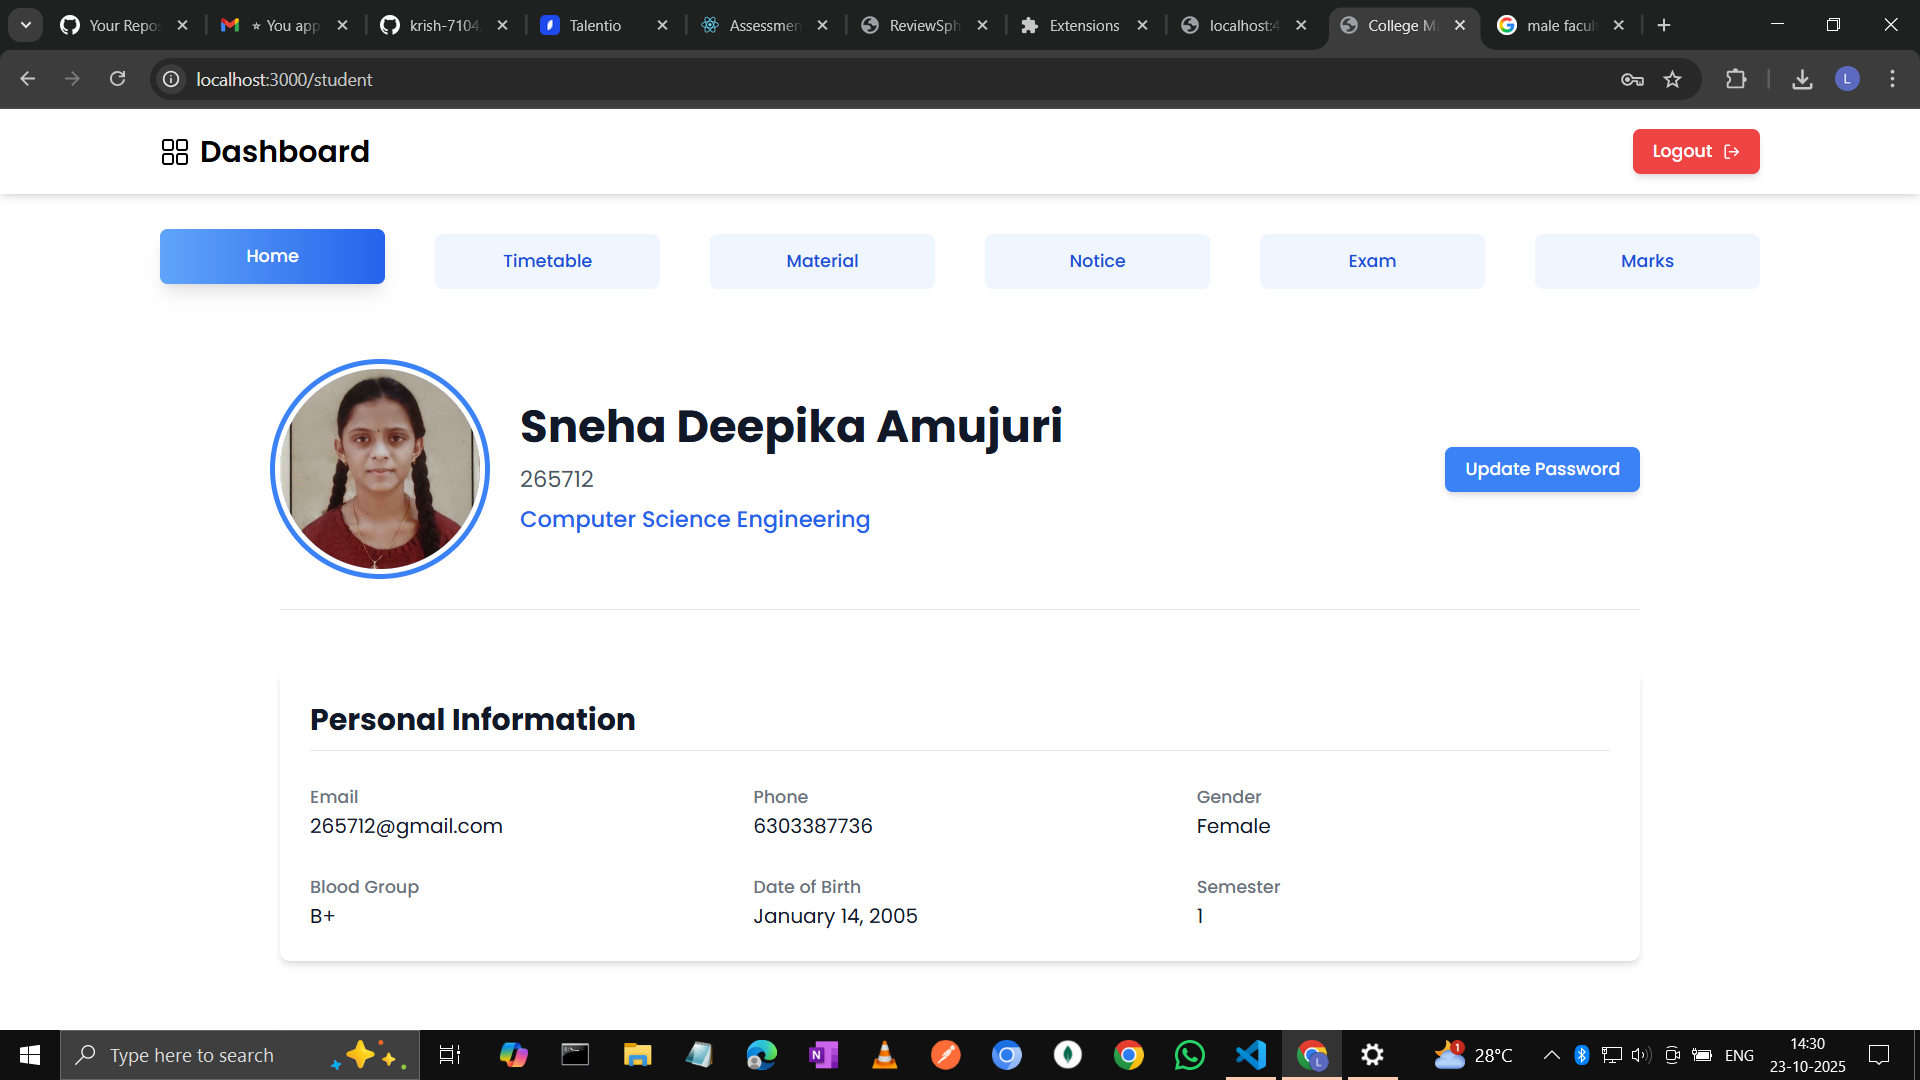 Your Repos
You app
krish-7104
Talentio
Assessmen
ReviewSph
Extensions
localhost:4
College M
male facul
localhost:3000/student
L
Dashboard
Logout
Home
Timetable
Material
Notice
Exam
Marks
Sneha Deepika Amujuri
265712
Computer Science Engineering
Update Password
Personal Information
Email
Phone
Gender
265712@gmail.com
6303387736
Female
Blood Group
Date of Birth
Semester
B+
January 14, 2005
1
Type here to search
N
L
1
28°C
ENG
14:30
23-10-2025